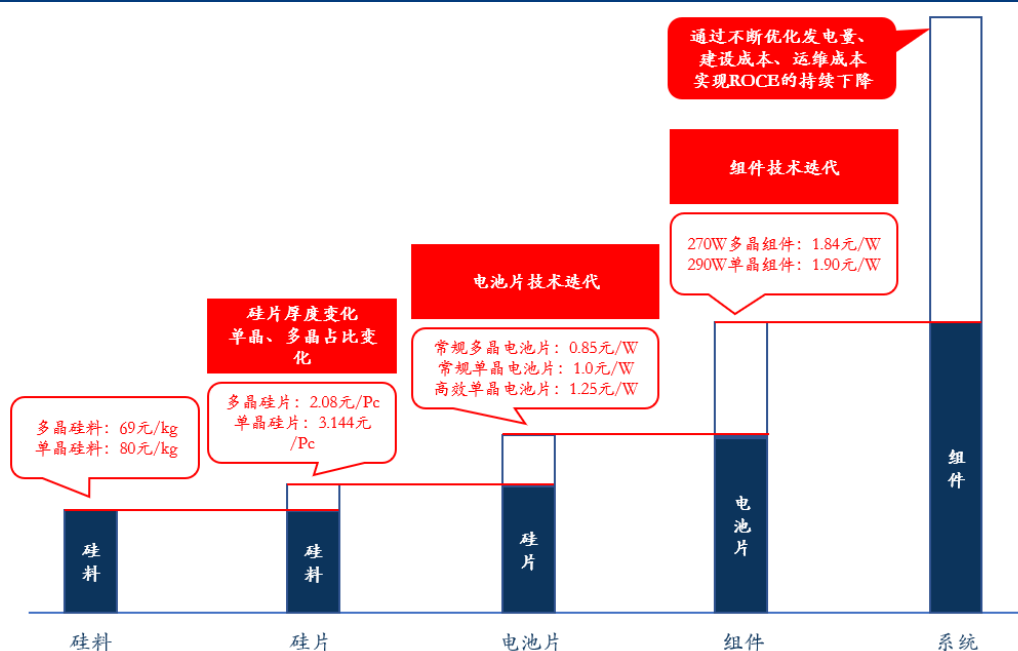 通过不断优化发电量、
建设成本、运维成本
实现ROCE的持续下降
组件技术迭代
270W多晶组件：1.84元/W
290W单晶组件：1.90元/W
电池片技术迭代
常规多晶电池片：0.85元/W
常规单晶电池片：1.0元/W
高效单晶电池片：1.25元/W
硅片厚度变化
单晶、多晶占比变
化
多晶硅片：2.08元/Pc
单晶硅片：3.144元
/Pc
多晶硅料：69元/kg
单晶硅料：80元/kg
硅料
硅料
硅片
电池片
组件
硅料
硅片
电池片
组件
系统